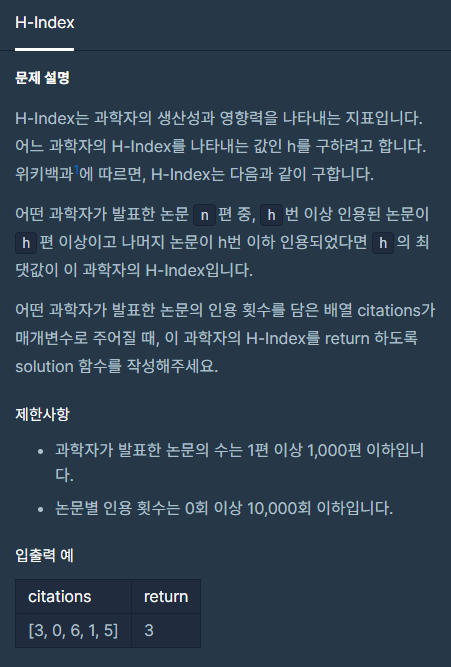 H-Index
문제 설명
H-Index는 과학자의 생산성과 영향력을 나타내는 지표입니다.
어느 과학자의 H-Index를 나타내는 값인 h를 구하려고 합니다.
위키백과1에 따르면, H-Index는 다음과 같이 구합니다.
어떤 과학자가 발표한 논문 n 편 중, h 번 이상 인용된 논문이
h 편 이상이고 나머지 논문이 h번 이하 인용되었다면 h 의 최
댓값이 이 과학자의 H-Index입니다.
어떤 과학자가 발표한 논문의 인용 횟수를 담은 배열 citations가
매개변수로 주어질 때, 이 과학자의 H-Index를 return 하도록
solution 함수를 작성해주세요.
제한사항
• 과학자가 발표한 논문의 수는 1편 이상 1,000편 이하입니
다.
• 논문별 인용 횟수는 0회 이상 10,000회 이하입니다.
입출력 예
citations return
[3, 0, 6, 1, 5] 3